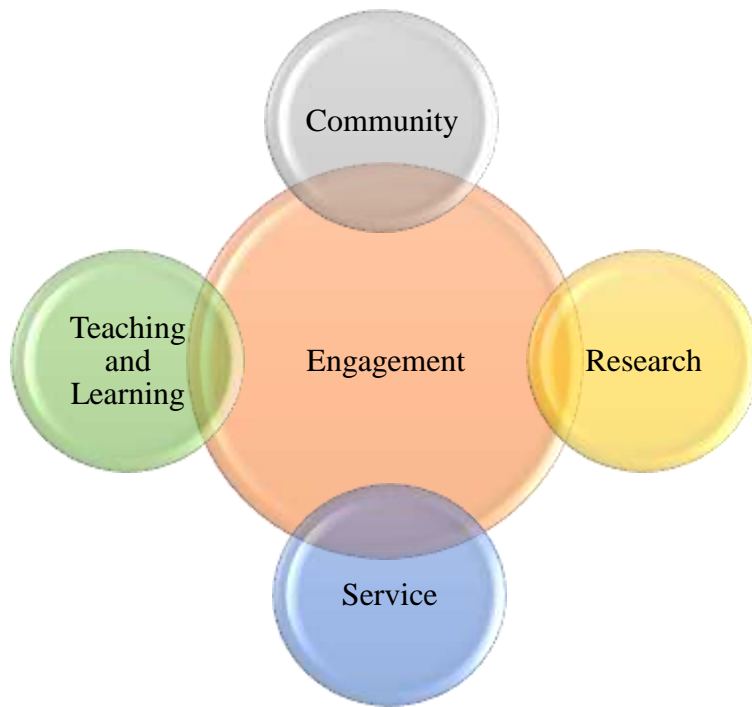 Community
Teaching
and
Learning
Engagement
Research
Service